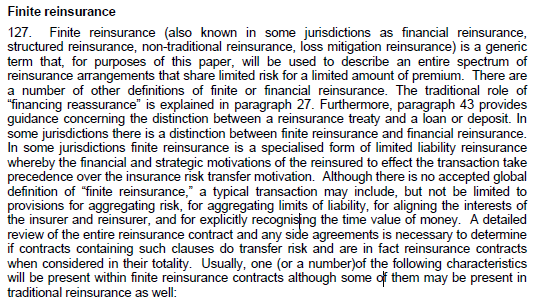 Finite reinsurance
127. Finite reinsurance (also known in some jurisdictions as financial reinsurance,
structured reinsurance, non-traditional reinsurance, loss mitigation reinsurance) is a generic
term that, for purposes of this paper, will be used to describe an entire spectrum of
reinsurance arrangements that share limited risk for a limited amount of premium. There are
a number of other definitions of finite or financial reinsurance. The traditional role of
“financing reassurance” is explained in paragraph 27. Furthermore, paragraph 43 provides
guidance concerning the distinction between a reinsurance treaty and a loan or deposit. In
some jurisdictions there is a distinction between finite reinsurance and financial reinsurance.
In some jurisdictions finite reinsurance is a specialised form of limited liability reinsurance
whereby the financial and strategic motivations of the reinsured to effect the transaction take
precedence over the insurance risk transfer motivation. Although there is no accepted global
definition of “finite reinsurance,” a typical transaction may include, but not be limited to
provisions for aggregating risk, for aggregating limits of liability, for aligning the interests of
the insurer and reinsurer, and for explicitly recognising the time value of money. A detailed
review of the entire reinsurance contract and any side agreements is necessary to determine
if contracts containing such clauses do transfer risk and are in fact reinsurance contracts
when considered in their totality. Usually, one (or a number)of the following characteristics
will be present within finite reinsurance contracts although some of them may be present in
traditional reinsurance as well: